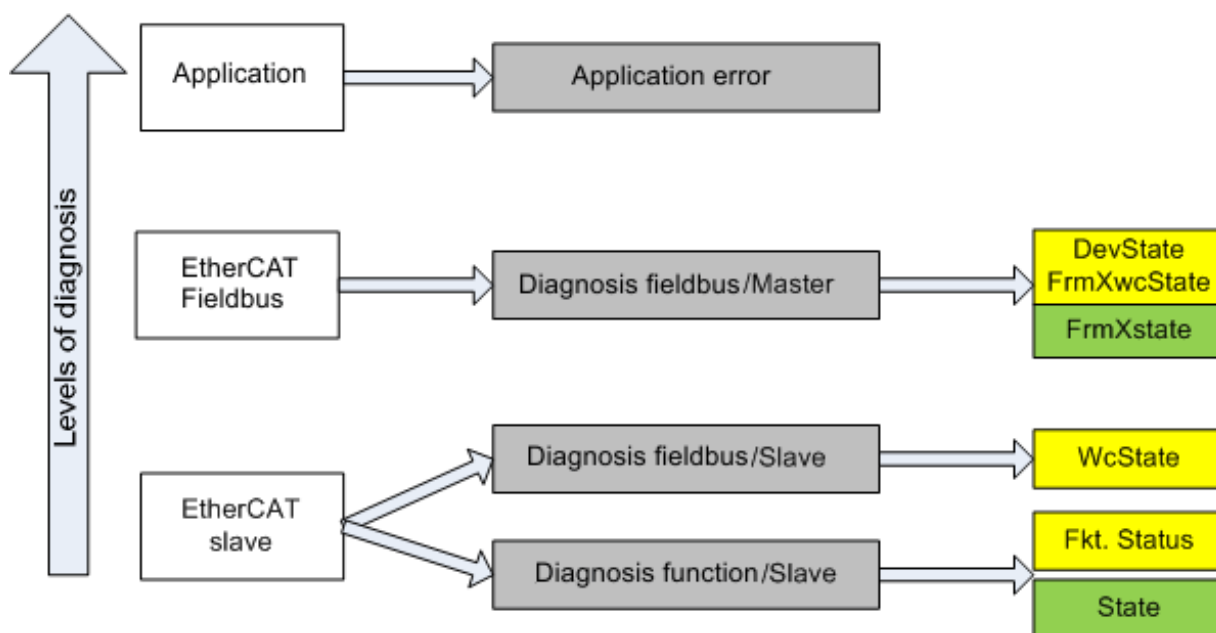 Levels of diagnosis
Application
Application error
EtherCAT
Fieldbus
Diagnosis fieldbus/Master
DevState
FrmXwcState
FrmXstate
EtherCAT
slave
Diagnosis fieldbus/Slave
WcState
Diagnosis function/Slave
Fkt. Status
State